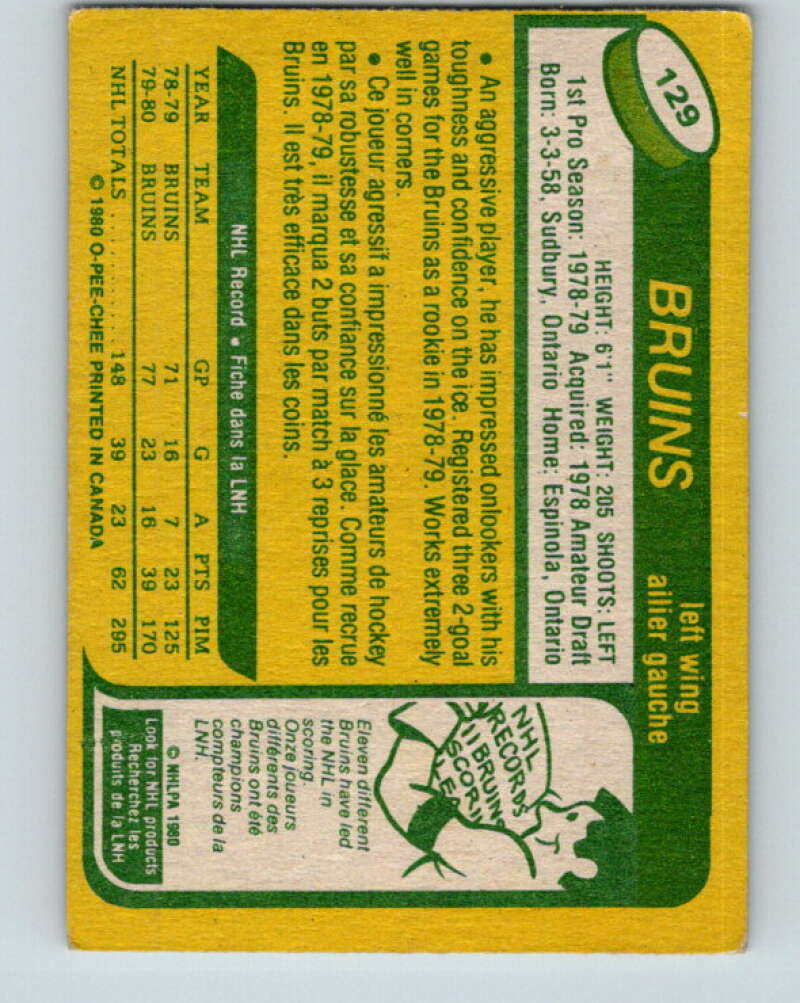 129
BRUINS
left wing
ailier gauche
HEIGHT: 6'1" WEIGHT: 205 SHOOTS: LEFT
1st Pro Season: 1978-79 Acquired: 1978 Amateur Draft
Born: 3-3-58, Sudbury, Ontario Home: Espinola, Ontario
• An aggressive player, he has impressed onlookers with his
toughness and confidence on the ice. Registered three 2-goal
games for the Bruins as a rookie in 1978-79. Works extremely
well in corners.
• Ce joueur agressif a impressionné les amateurs de hockey
par sa robustesse et sa confiance sur la glace. Comme recrue
en 1978-79, il marqua 2 buts par match à 3 reprises pour les
Bruins. Il est très efficace dans les coins.
NHL Record • Fiche dans la LNH
YEAR TEAM GP G A PTS PIM
78-79 BRUINS 71 16 7 23 125
79-80 BRUINS 77 23 16 39 170
NHL TOTALS .......... 148 39 23 62 295
© 1980 O-PEE-CHEE PRINTED IN CANADA
NHL
RECORDS
11 BRUINS
SCORIN
LEA
Eleven different
Bruins have led
the NHL in
scoring.
Onze joueurs
différents des
Bruins ont été
champions
compteurs de la
LNH.
© NHLPA 1980
Look for NHL products
Recherchez les
produits de la LNH